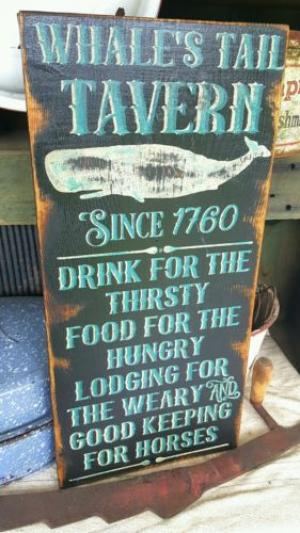 WHALE'S TAIL
TAVERN
SINCE 1760
DRINK FOR THE
THIRSTY
FOOD FOR THE
HUNGRY
LODGING FOR
THE WEARY AND
GOOD KEEPING
FOR HORSES